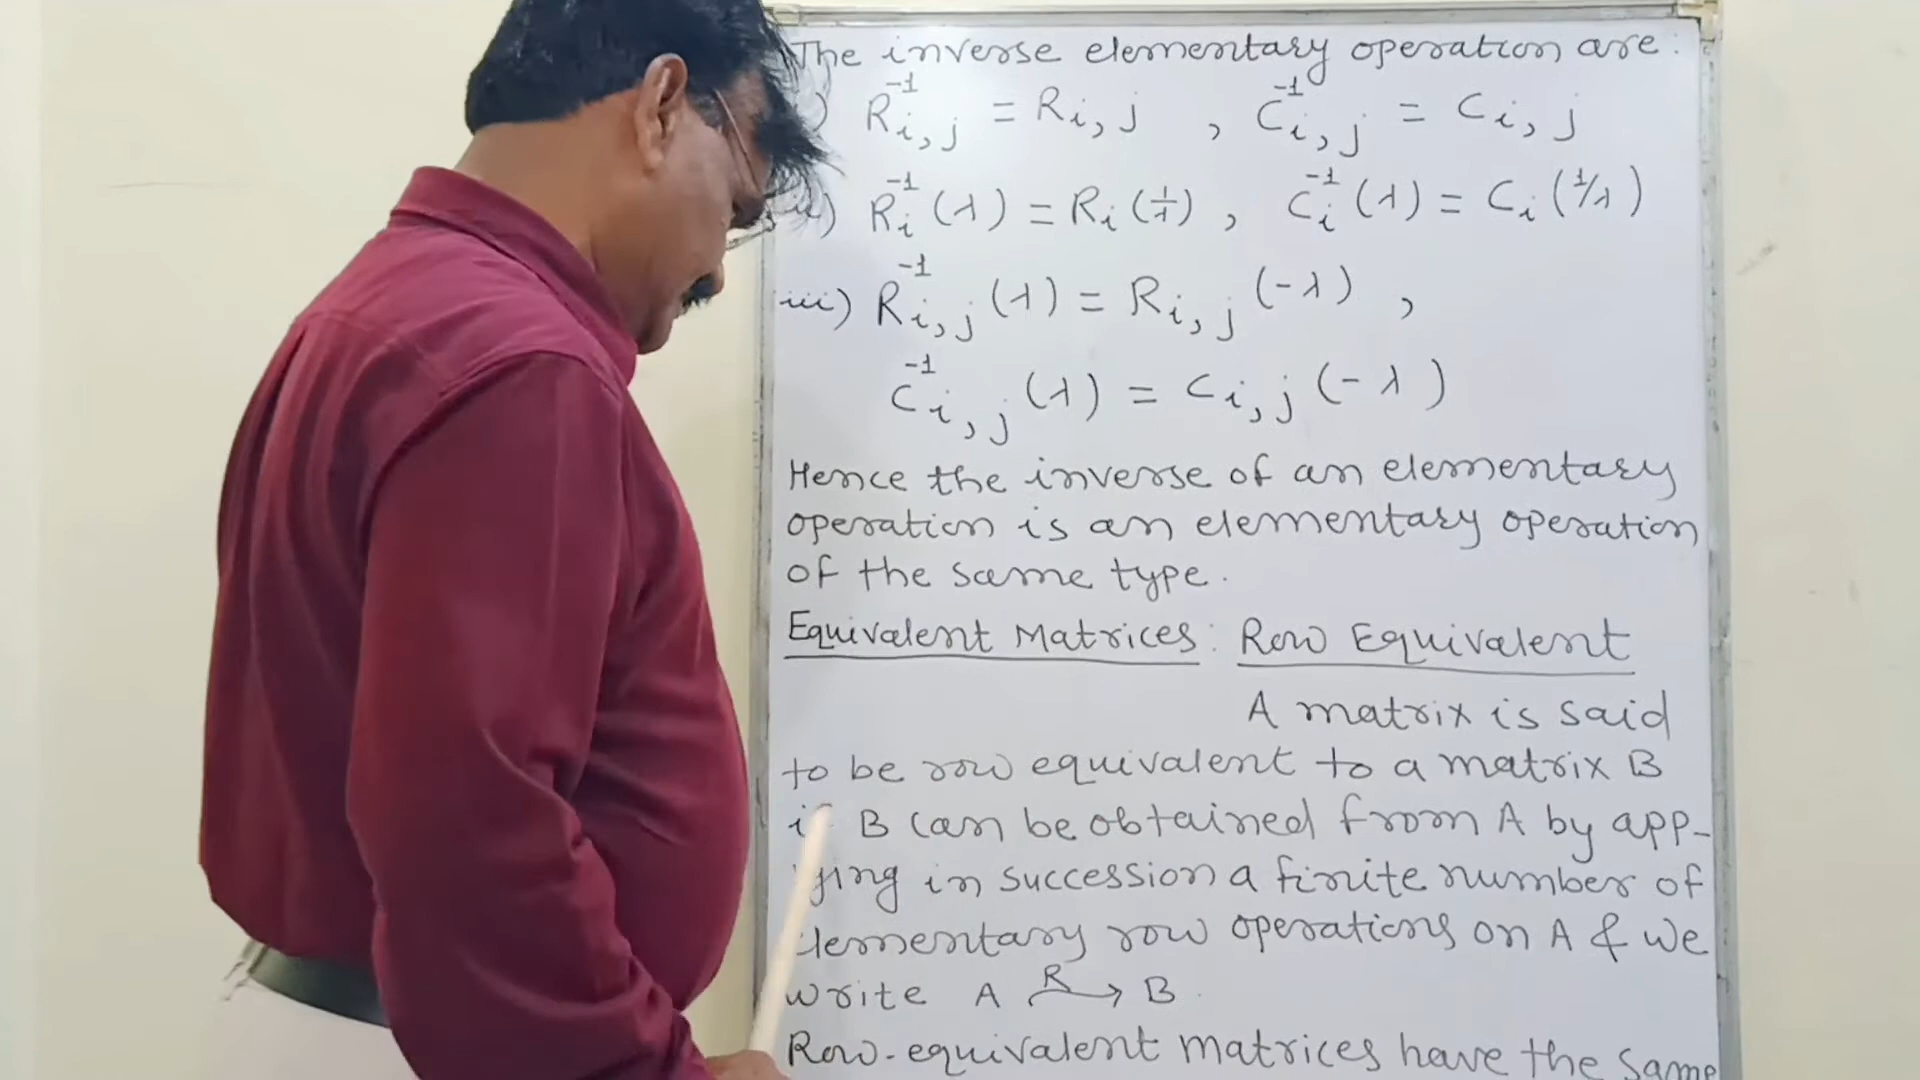 The inverse elementary operation are:
) R⁻¹i,j = Ri,j , C⁻¹i,j = Ci,j
ii) R⁻¹i (λ) = Ri (1/λ) , C⁻¹i (λ) = Ci (1/λ)
iii) R⁻¹i,j (λ) = Ri,j (-λ) ,
C⁻¹i,j (λ) = Ci,j (-λ)
Hence the inverse of an elementary
operation is an elementary operation
of the same type.
Equivalent Matrices : Row Equivalent
A matrix is said
to be row equivalent to a matrix B
if B can be obtained from A by app-
lying in succession a finite number of
elementary row operations on A & we
write A R→ B.
Row-equivalent matrices have the same